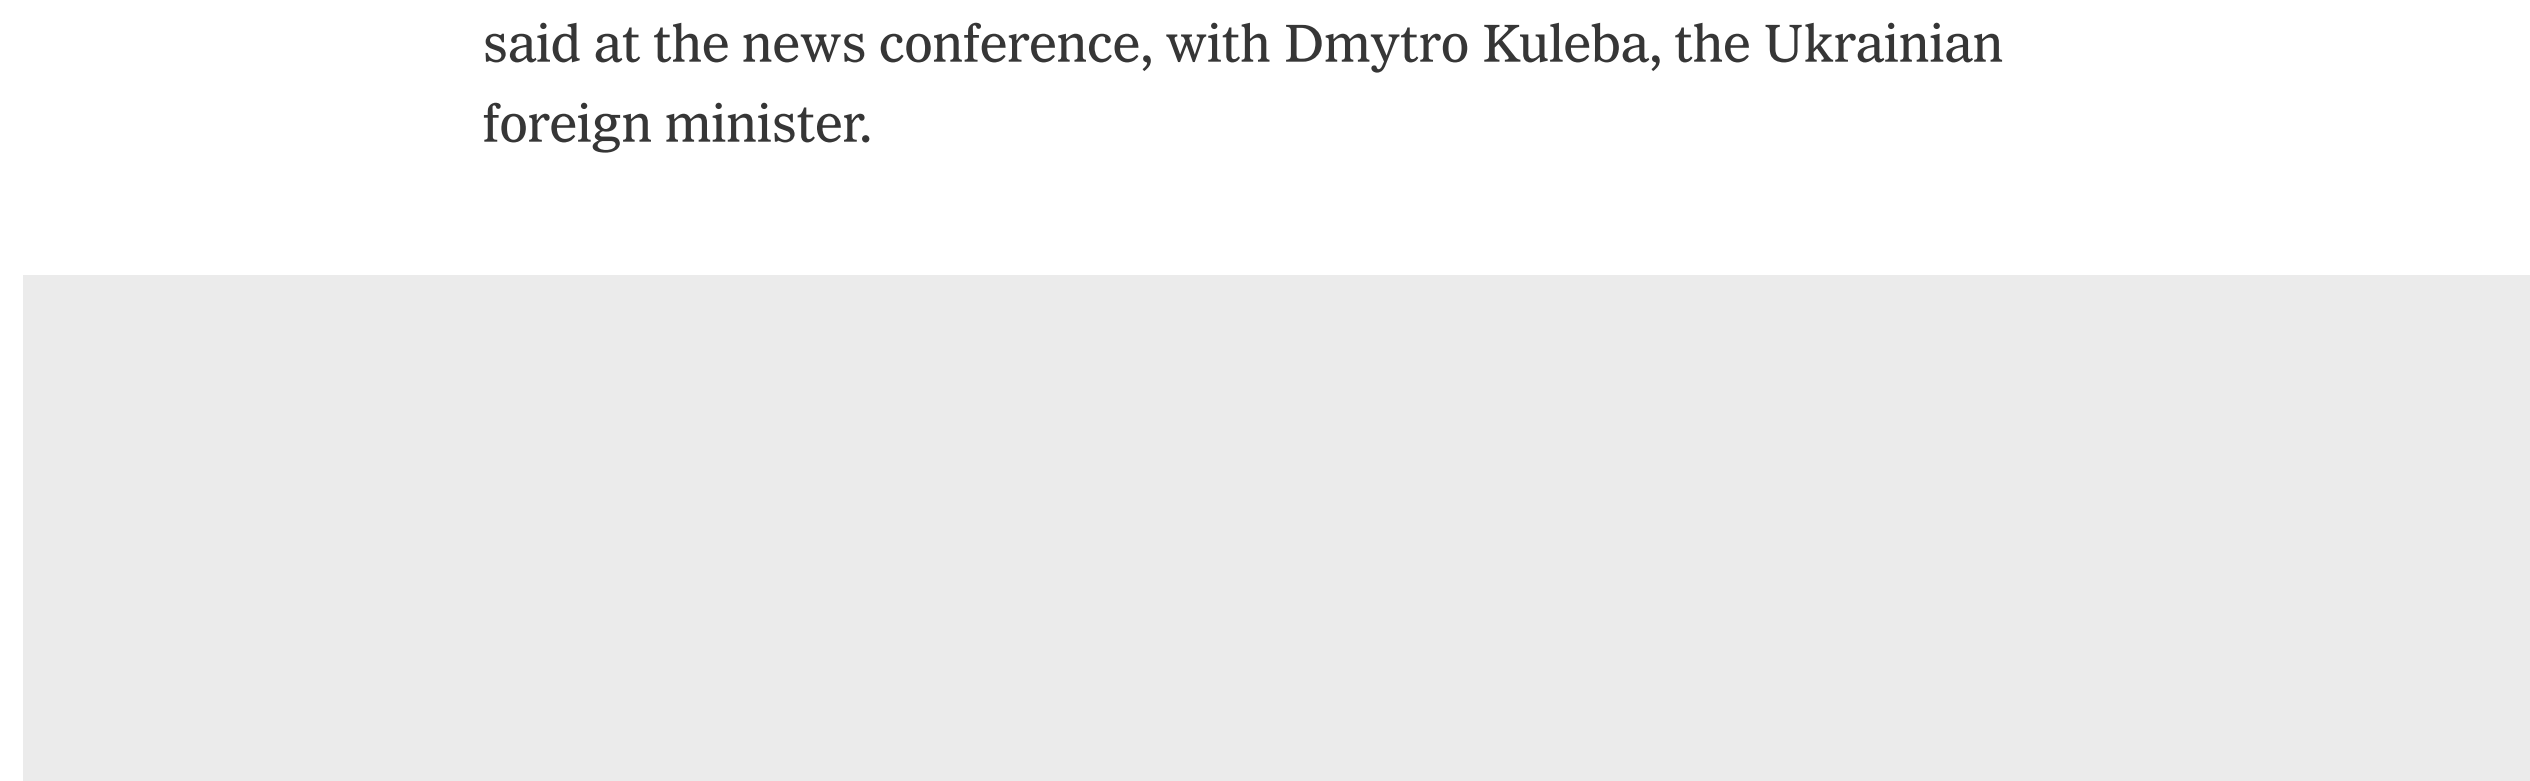 said at the news conference, with Dmytro Kuleba, the Ukrainian
foreign minister.